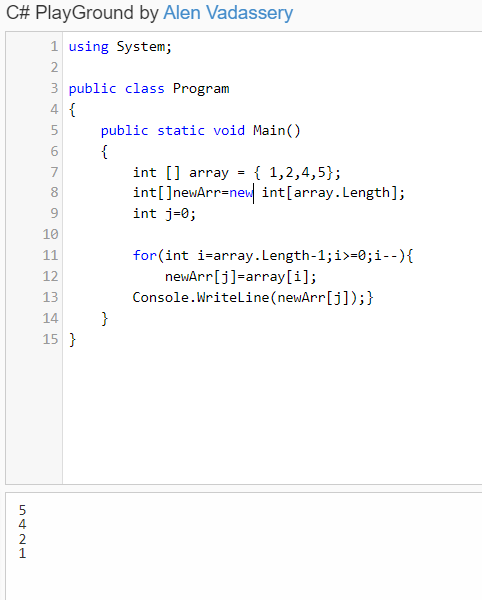 C# PlayGround by Alen Vadassery
1 using System;
2
3 public class Program
4 {
5     public static void Main()
6     {
7         int [] array = { 1,2,4,5};
8         int[]newArr=new int[array.Length];
9         int j=0;
10
11         for(int i=array.Length-1;i>=0;i--){
12             newArr[j]=array[i];
13         Console.WriteLine(newArr[j]);}
14     }
15 }
5
4
2
1